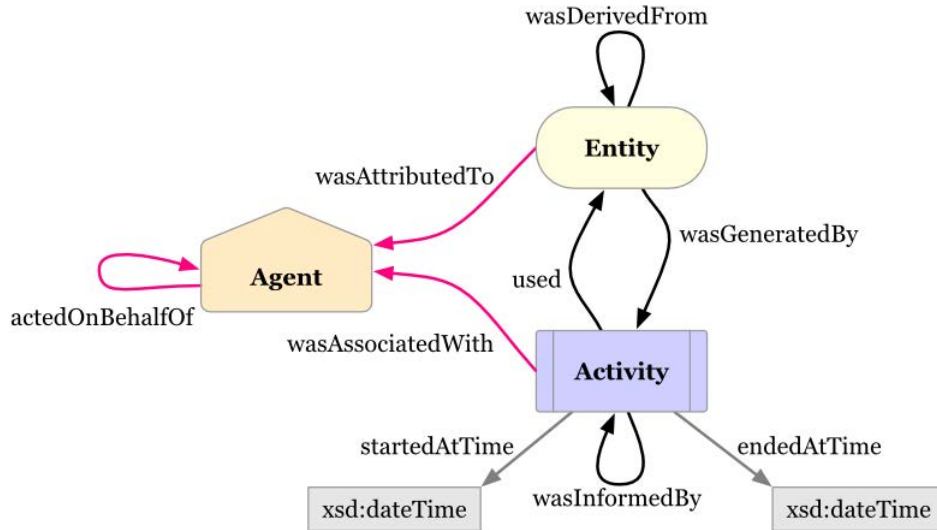 wasDerivedFrom
Entity
wasAttributedTo
wasGeneratedBy
Agent
used
actedOnBehalfOf
wasAssociatedWith
Activity
startedAtTime
endedAtTime
wasInformedBy
xsd:dateTime
xsd:dateTime